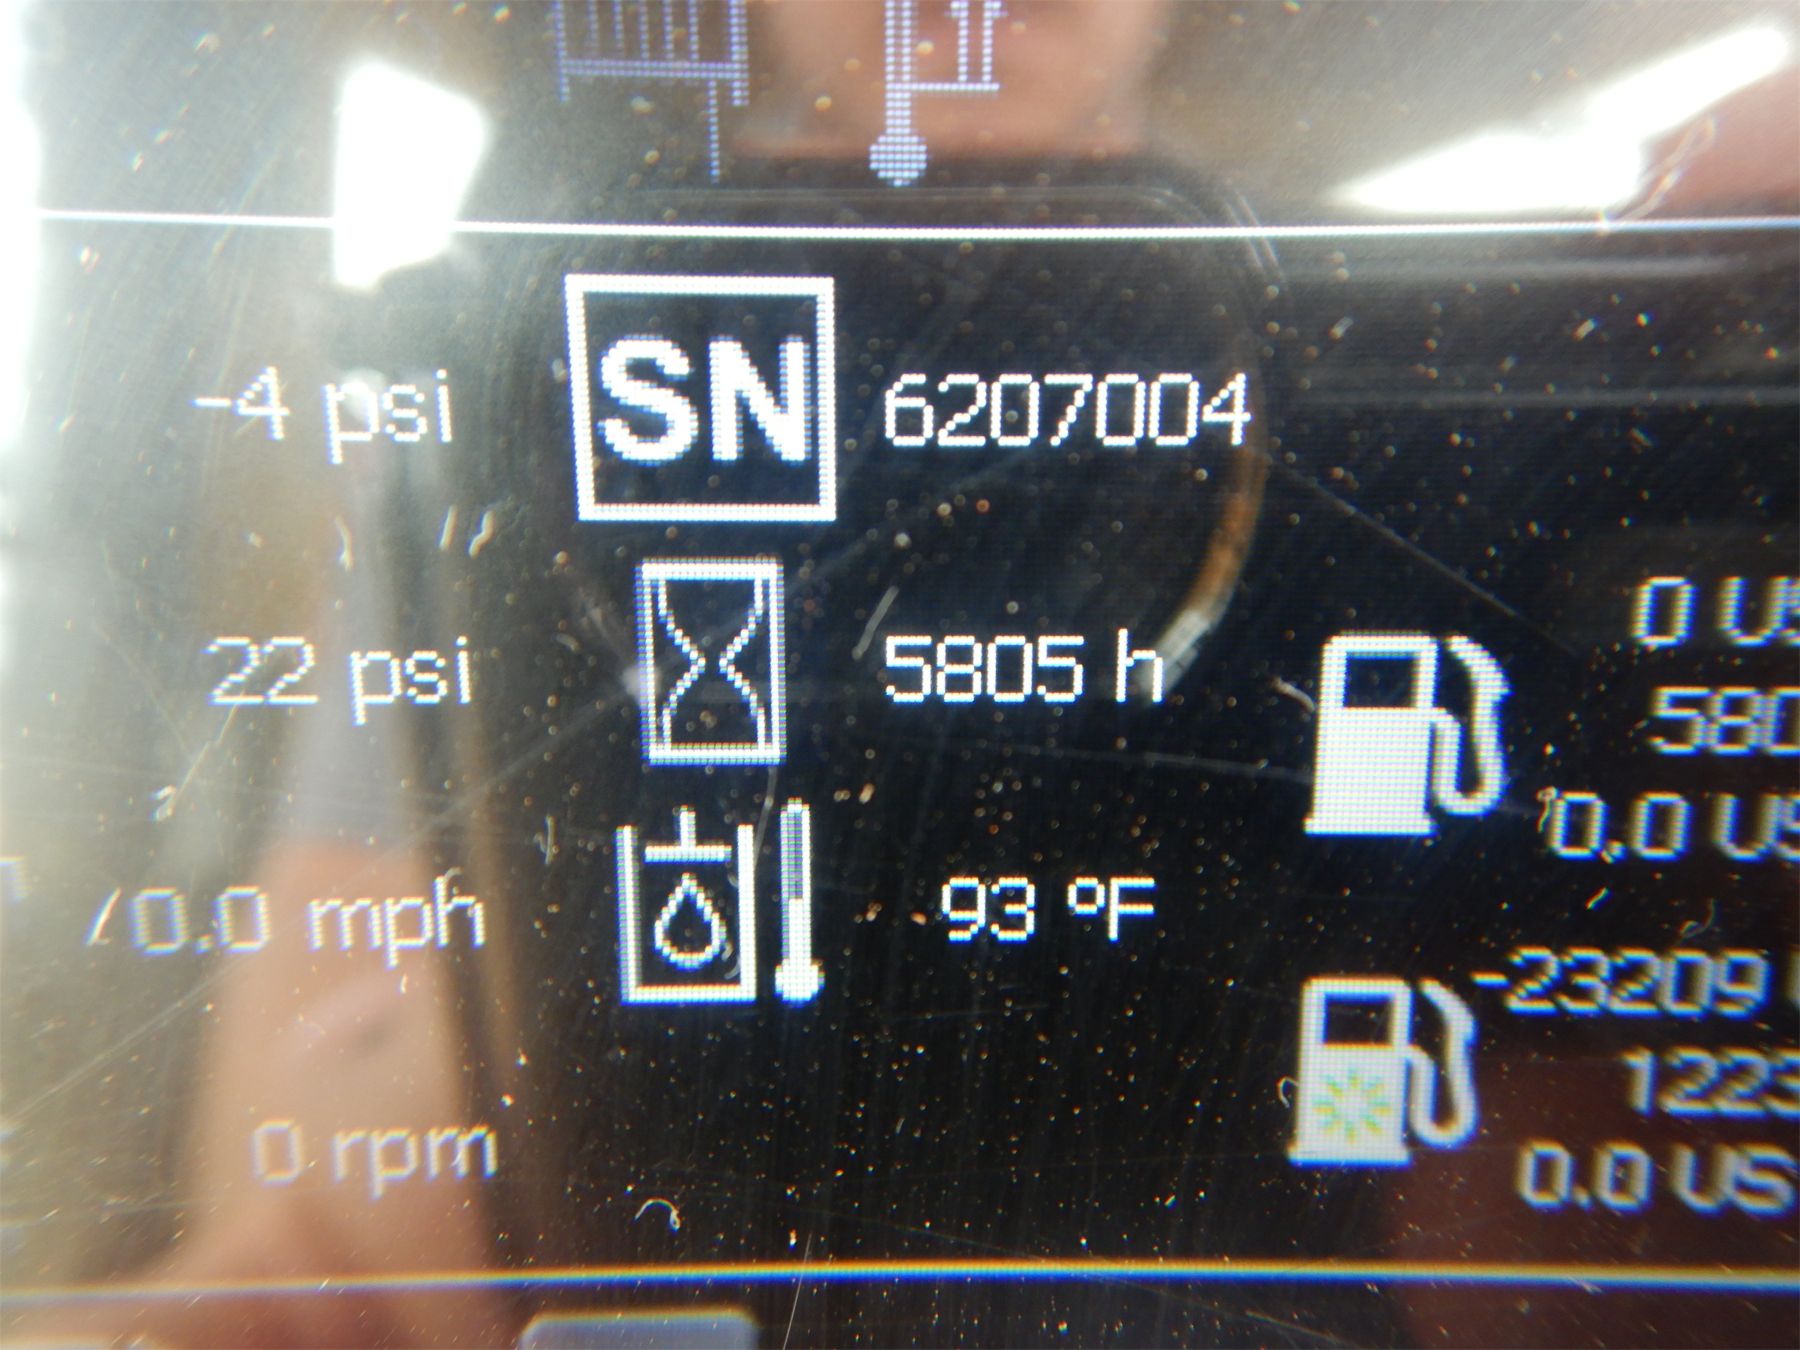 -4 psi SN 6207004
0 US
22 psi 5805 h
580
0.0 US
/0.0 mph 93 °F
-23209
1223
0 rpm 0.0 US